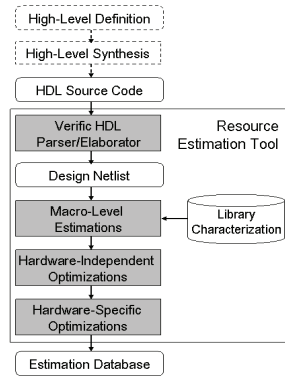 High-Level Definition
High-Level Synthesis
HDL Source Code
Verific HDL
Parser/Elaborator
Resource
Estimation Tool
Design Netlist
Macro-Level
Estimations
Library
Characterization
Hardware-Independent
Optimizations
Hardware-Specific
Optimizations
Estimation Database